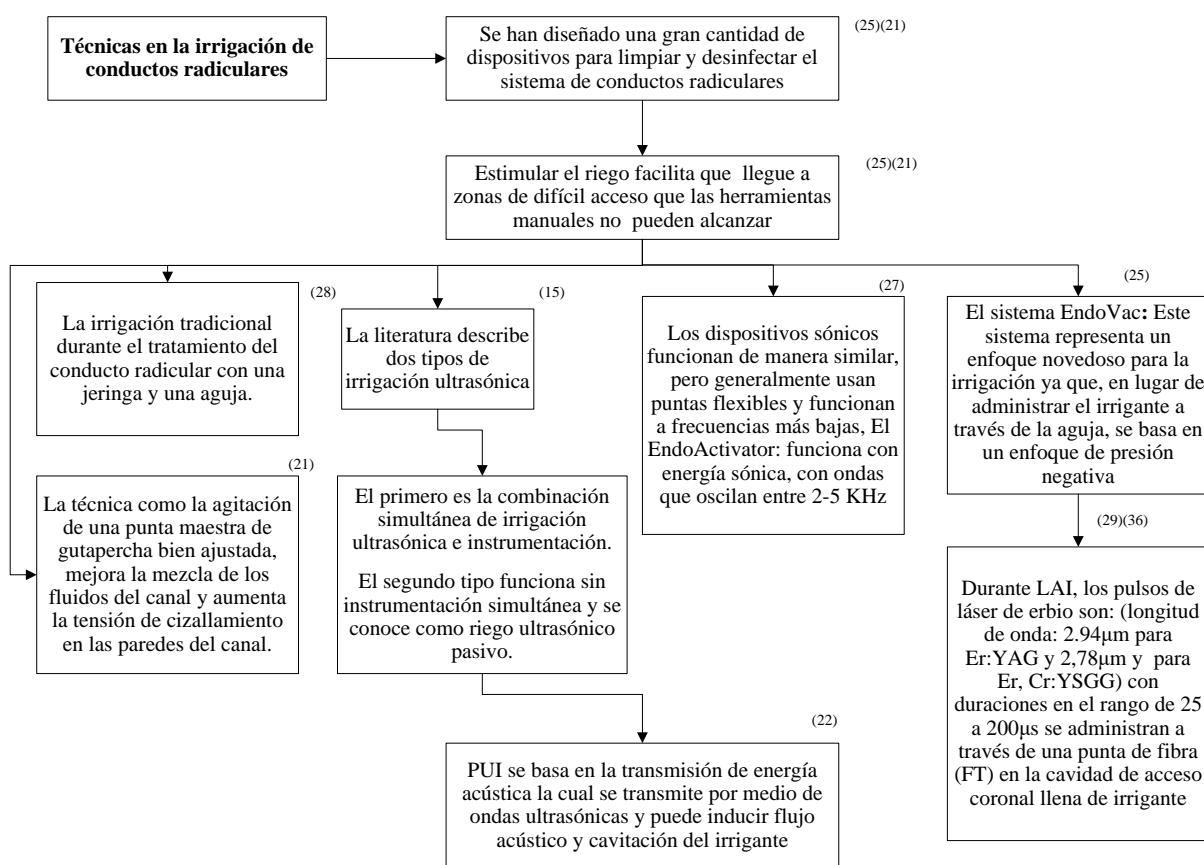 Técnicas en la irrigación de
conductos radiculares
(25)(21)
Se han diseñado una gran cantidad de
dispositivos para limpiar y desinfectar el
sistema de conductos radiculares
(25)(21)
Estimular el riego facilita que llegue a
zonas de difícil acceso que las herramientas
manuales no pueden alcanzar
(28)
La irrigación tradicional
durante el tratamiento del
conducto radicular con una
jeringa y una aguja.
(21)
La técnica como la agitación
de una punta maestra de
gutapercha bien ajustada,
mejora la mezcla de los
fluidos del canal y aumenta
la tensión de cizallamiento
en las paredes del canal.
(15)
La literatura describe
dos tipos de
irrigación ultrasónica
El primero es la combinación
simultánea de irrigación
ultrasónica e instrumentación.
El segundo tipo funciona sin
instrumentación simultánea y se
conoce como riego ultrasónico
pasivo.
(22)
PUI se basa en la transmisión de energía
acústica la cual se transmite por medio de
ondas ultrasónicas y puede inducir flujo
acústico y cavitación del irrigante
(27)
Los dispositivos sónicos
funcionan de manera similar,
pero generalmente usan
puntas flexibles y funcionan
a frecuencias más bajas, El
EndoActivator: funciona con
energía sónica, con ondas
que oscilan entre 2-5 KHz
(25)
El sistema EndoVac: Este
sistema representa un
enfoque novedoso para la
irrigación ya que, en lugar de
administrar el irrigante a
través de la aguja, se basa en
un enfoque de presión
negativa
(29)(36)
Durante LAI, los pulsos de
láser de erbio son: (longitud
de onda: 2.94μm para
Er:YAG y 2,78μm y para
Er, Cr:YSGG) con
duraciones en el rango de 25
a 200μs se administran a
través de una punta de fibra
(FT) en la cavidad de acceso
coronal llena de irrigante